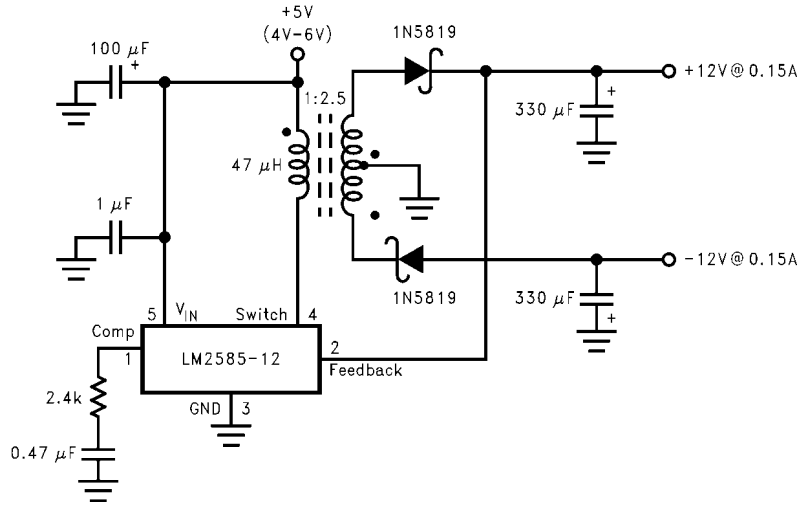 +5V
(4V–6V)
1N5819
100 μF
+
+12V @ 0.15A
1:2.5
+
330 μF
47 μH
1 μF
-12V @ 0.15A
1N5819
330 μF
+
5
VIN
Switch
4
Comp
1
LM2585-12
2
Feedback
2.4k
GND
3
0.47 μF